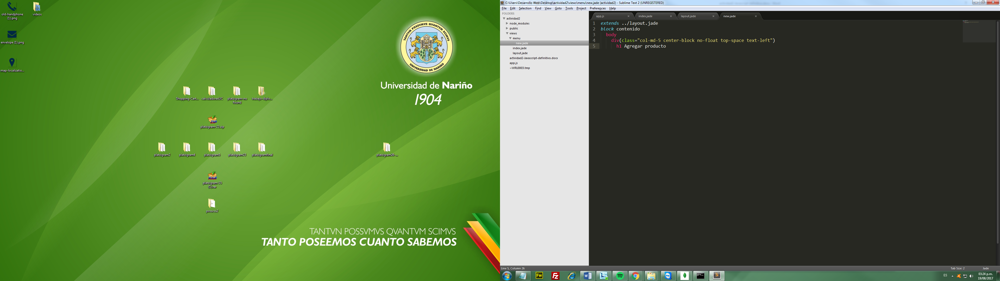 old-handphone
(1).png
videos
envelope (1).png
map-localizatio...
TANTVM POSSVMVS QVANTVM SCIMVS
UNIVERSIDAD DE NARIÑO
Universidad de Nariño
1904
Shopping-Cart...
calculadorasUC
platzigram-no
found
trabajo-diplo...
ZIP
platzigram-23.zip
platzigram2
platzigram4
platzigram5
platzigram23
platzigramfinal
platzigram26-...
RAR
platzigram-15
(1).rar
posscss2
TANTVN POSSVMVS QVANTVM SCIMVS
TANTO POSEEMOS CUANTO SABEMOS
C:\Users\Desarrollo Web\Desktop\actividad2\views\menu\new.jade (actividad2) - Sublime Text 2 (UNREGISTERED)
File Edit Selection Find View Goto Tools Project Preferences Help
FOLDERS
actividad2
node_modules
public
views
menu
new.jade
index.jade
layout.jade
actividad2-Javascript-definitivo.docx
app.js
~WRL0003.tmp
app.js
index.jade
layout.jade
new.jade
1 extends ../layout.jade
2 block contenido
3 body
4 div(class="col-md-5 center-block no-float top-space text-left")
5 h1 Agregar producto
Line 5, Column 26
Tab Size: 2
Jade
Fw
Fz
W
C:\_
S
ES
03:24 p.m.
19/08/2017